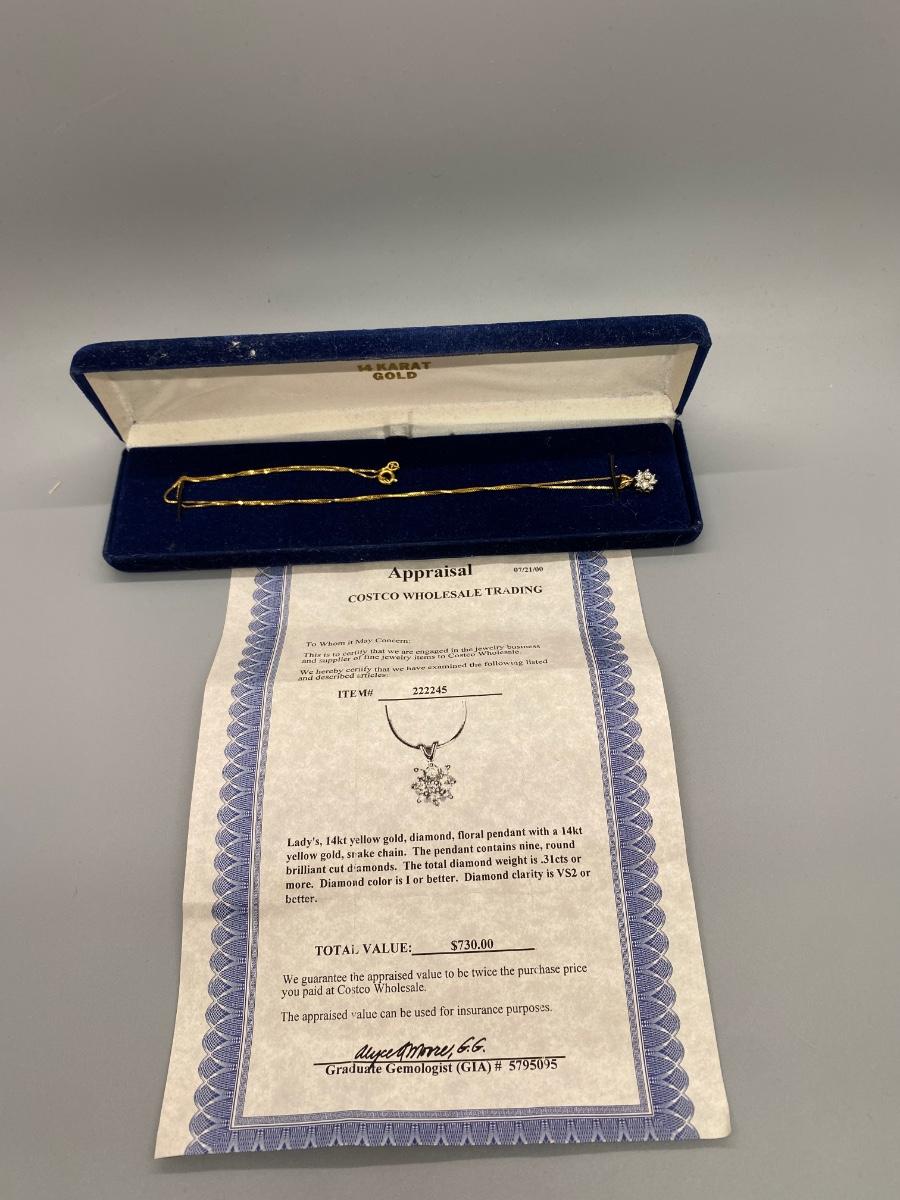 14 KARAT
GOLD
Appraisal 07/21/00
COSTCO WHOLESALE TRADING
To Whom it May Concern:
This is to certify that we are engaged in the jewelry business
and supplier of fine jewelry items to Costco Wholesale.
We hereby certify that we have examined the following listed
and described articles:
ITEM# 222245
Lady's, 14kt yellow gold, diamond, floral pendant with a 14kt
yellow gold, snake chain. The pendant contains nine, round
brilliant cut diamonds. The total diamond weight is .31cts or
more. Diamond color is I or better. Diamond clarity is VS2 or
better.
TOTAL VALUE: $730.00
We guarantee the appraised value to be twice the purchase price
you paid at Costco Wholesale.
The appraised value can be used for insurance purposes.
Alyce A Moore, G.G.
Graduate Gemologist (GIA) # 5795095